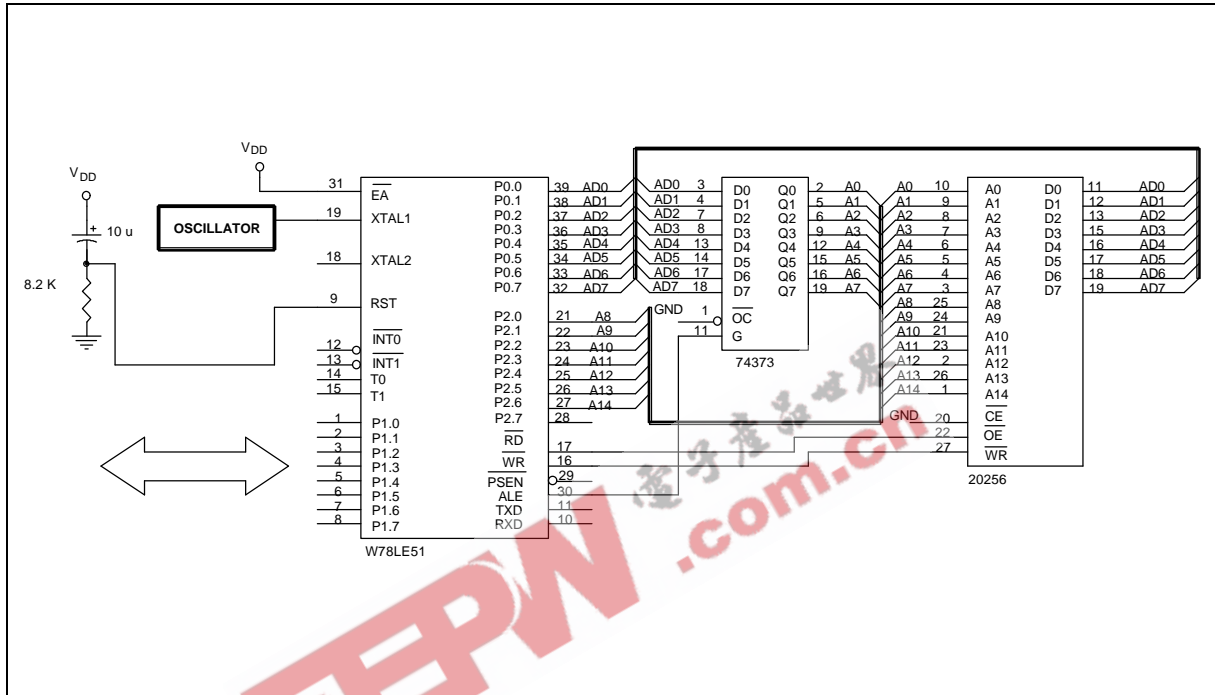 VDD
VDD
10 u
8.2 K
OSCILLATOR
31 EA
19 XTAL1
18 XTAL2
9 RST
12 INT0
13 INT1
14 T0
15 T1
1 P1.0
2 P1.1
3 P1.2
4 P1.3
5 P1.4
6 P1.5
7 P1.6
8 P1.7
P0.0 39 AD0
P0.1 38 AD1
P0.2 37 AD2
P0.3 36 AD3
P0.4 35 AD4
P0.5 34 AD5
P0.6 33 AD6
P0.7 32 AD7
P2.0 21 A8
P2.1 22 A9
P2.2 23 A10
P2.3 24 A11
P2.4 25 A12
P2.5 26 A13
P2.6 27 A14
P2.7 28
RD 17
WR 16
PSEN 29
ALE 30
TXD 11
RXD 10
W78LE51
AD0 3 D0 Q0 2 A0
AD1 4 D1 Q1 5 A1
AD2 7 D2 Q2 6 A2
AD3 8 D3 Q3 9 A3
AD4 13 D4 Q4 12 A4
AD5 14 D5 Q5 15 A5
AD6 17 D6 Q6 16 A6
AD7 18 D7 Q7 19 A7
GND 1 OC
11 G
74373
A0 10 A0 D0 11 AD0
A1 9 A1 D1 12 AD1
A2 8 A2 D2 13 AD2
A3 7 A3 D3 15 AD3
A4 6 A4 D4 16 AD4
A5 5 A5 D5 17 AD5
A6 4 A6 D6 18 AD6
A7 3 A7 D7 19 AD7
A8 25 A8
A9 24 A9
A10 21 A10
A11 23 A11
A12 2 A12
A13 26 A13
A14 1 A14
GND 20 CE
22 OE
27 WR
20256
電子產品世界
EEPW.com.cn